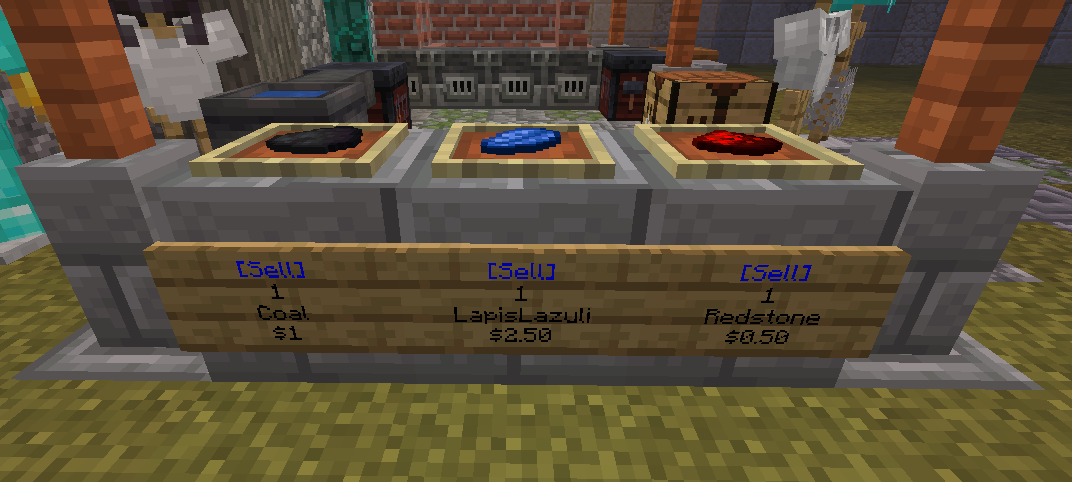 [Sell]
1
Coal
$1
[Sell]
1
LapisLazuli
$2.50
[Sell]
1
Redstone
$0.50